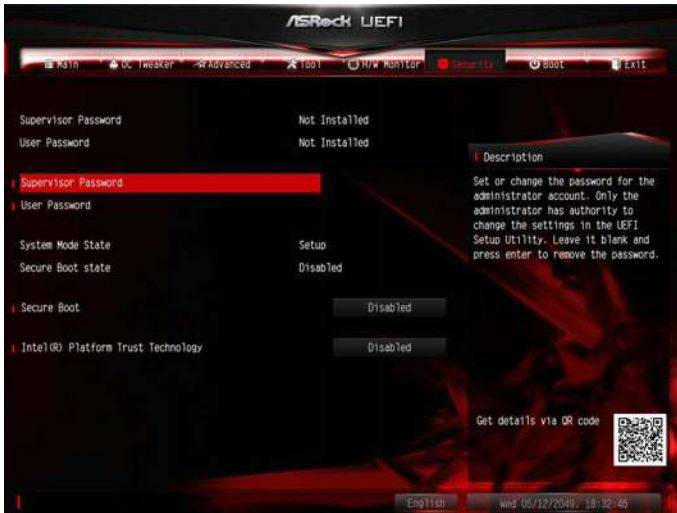 ASRock UEFI
Main OC Tweaker Advanced Tool H/W Monitor Security Boot Exit
Supervisor Password Not Installed
User Password Not Installed
Supervisor Password
User Password
System Mode State Setup
Secure Boot state Disabled
Secure Boot Disabled
Intel(R) Platform Trust Technology Disabled
Description
Set or change the password for the
administrator account. Only the
administrator has authority to
change the settings in the UEFI
Setup Utility. Leave it blank and
press enter to remove the password.
Get details via QR code
English Wed 05/12/2049, 18:32:46